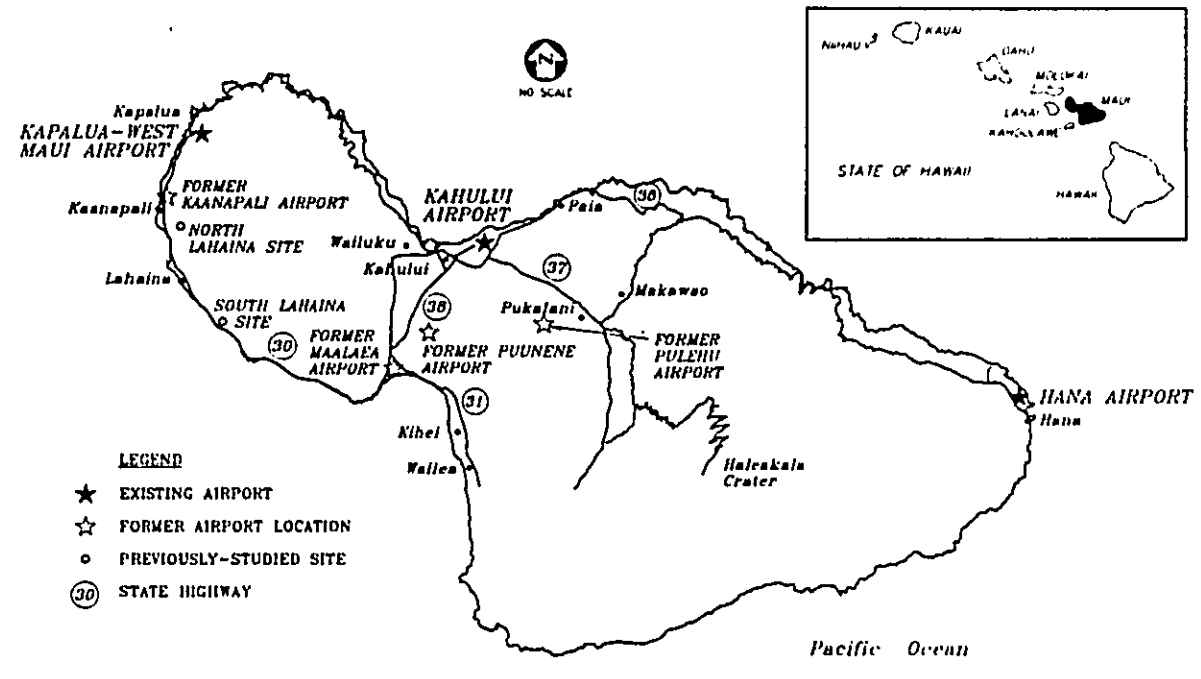 NIHAU
KAUAI
OAHU
MOLOKAI
LANAI
MAUI
KAHOOLAWE
STATE OF HAWAII
HAWAII
N
NO SCALE
Kapalua
KAPALUA-WEST
MAUI AIRPORT
FORMER
KAANAPALI AIRPORT
Kaanapali
NORTH
LAHAINA SITE
Lahaina
SOUTH LAHAINA
SITE
30
FORMER
MAALAEA
AIRPORT
Wailuku
Kahului
KAHULUI
AIRPORT
Paia
36
37
38
Pukalani
Makawao
FORMER PUUNENE
AIRPORT
FORMER
PULEHU
AIRPORT
31
Kihei
Wailea
Haleakala
Crater
HANA AIRPORT
Hana
LEGEND
EXISTING AIRPORT
FORMER AIRPORT LOCATION
PREVIOUSLY-STUDIED SITE
30 STATE HIGHWAY
Pacific Ocean